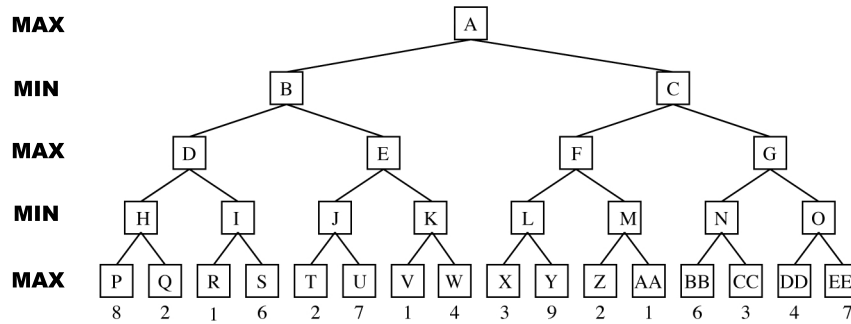 MAX A
MIN B C
MAX D E F G
MIN H I J K L M N O
MAX P Q R S T U V W X Y Z AA BB CC DD EE
8 2 1 6 2 7 1 4 3 9 2 1 6 3 4 7